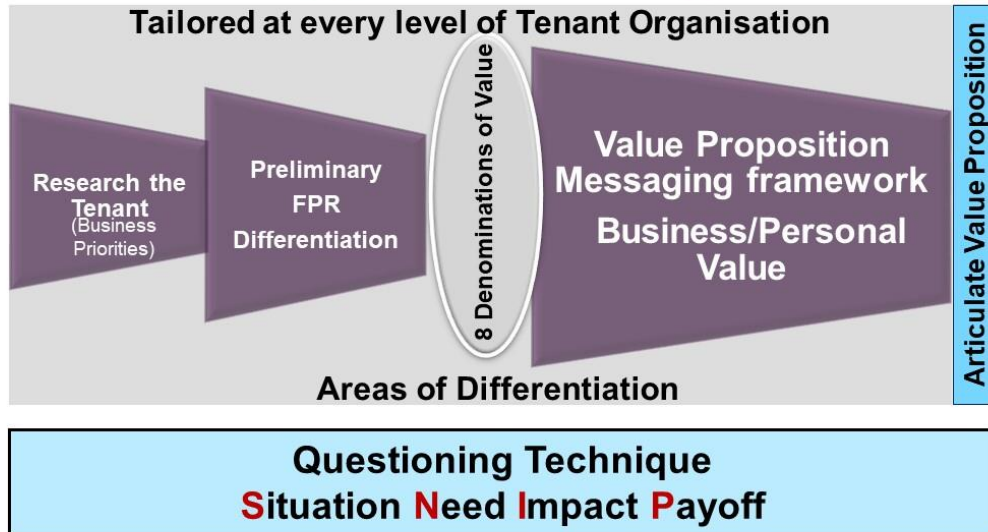 Tailored at every level of Tenant Organisation
Research the
Tenant
(Business
Priorities)
Preliminary
FPR
Differentiation
8 Denominations of Value
Value Proposition
Messaging framework
Business/Personal
Value
Articulate Value Proposition
Areas of Differentiation
Questioning Technique
Situation Need Impact Payoff